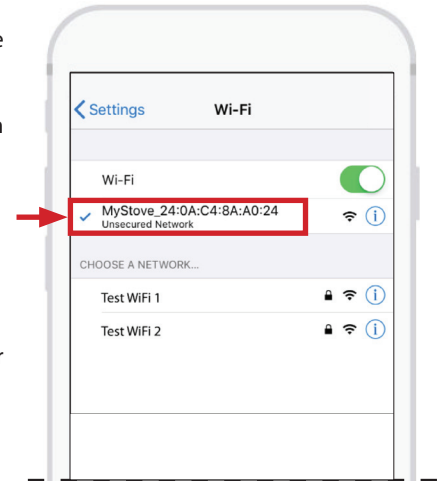 Settings Wi-Fi
Wi-Fi
MyStove_24:0A:C4:8A:A0:24
Unsecured Network
CHOOSE A NETWORK...
Test WiFi 1
Test WiFi 2